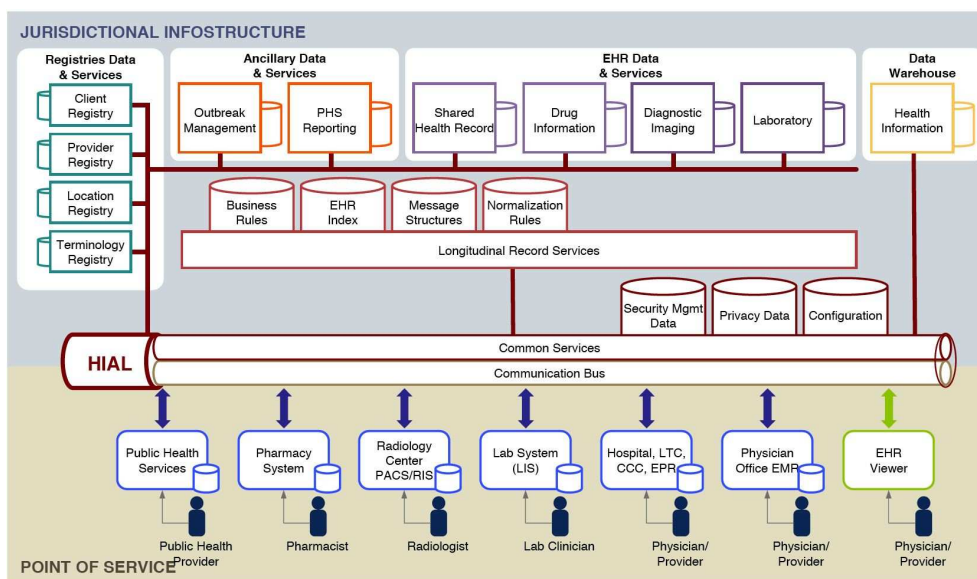 JURISDICTIONAL INFOSTRUCTURE
Registries Data
& Services
Client
Registry
Provider
Registry
Location
Registry
Terminology
Registry
Ancillary Data
& Services
Outbreak
Management
PHS
Reporting
EHR Data
& Services
Shared
Health Record
Drug
Information
Diagnostic
Imaging
Laboratory
Data
Warehouse
Health
Information
Business
Rules
EHR
Index
Message
Structures
Normalization
Rules
Longitudinal Record Services
Security Mgmt
Data
Privacy Data
Configuration
HIAL
Common Services
Communication Bus
Public Health
Services
Pharmacy
System
Radiology
Center
PACS/RIS
Lab System
(LIS)
Hospital, LTC,
CCC, EPR
Physician
Office EMR
EHR
Viewer
Public Health
Provider
Pharmacist
Radiologist
Lab Clinician
Physician/
Provider
Physician/
Provider
Physician/
Provider
POINT OF SERVICE